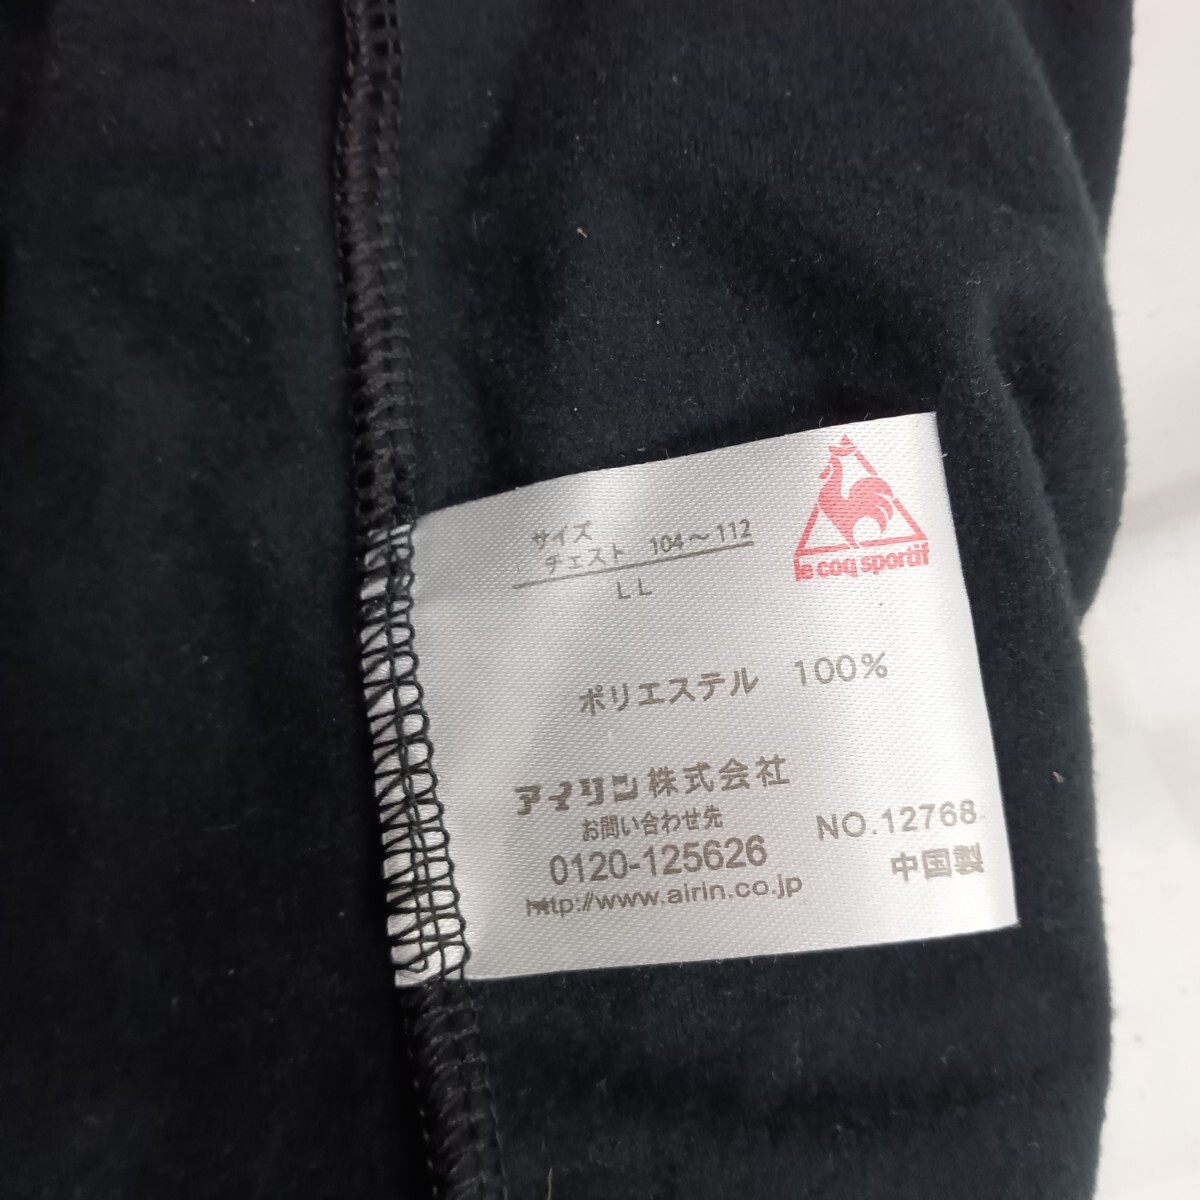 le coq sportif
サイズ
チェスト 104〜112
LL
ポリエステル 100%
アイリン株式会社
お問い合わせ先
0120-125626
http://www.airin.co.jp
NO.12768
中国製